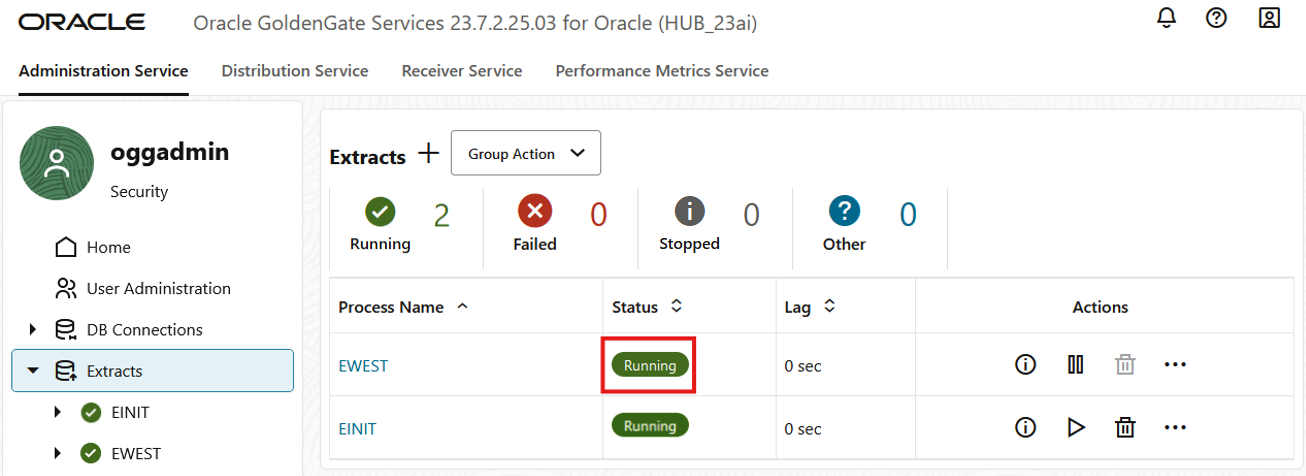 ORACLE Oracle GoldenGate Services 23.7.2.25.03 for Oracle (HUB_23ai)
Administration Service Distribution Service Receiver Service Performance Metrics Service
oggadmin
Security
Home
User Administration
DB Connections
Extracts
EINIT
EWEST
Extracts Group Action
2 0 0 0
Running Failed Stopped Other
Process Name Status Lag Actions
EWEST Running 0 sec
EINIT Running 0 sec